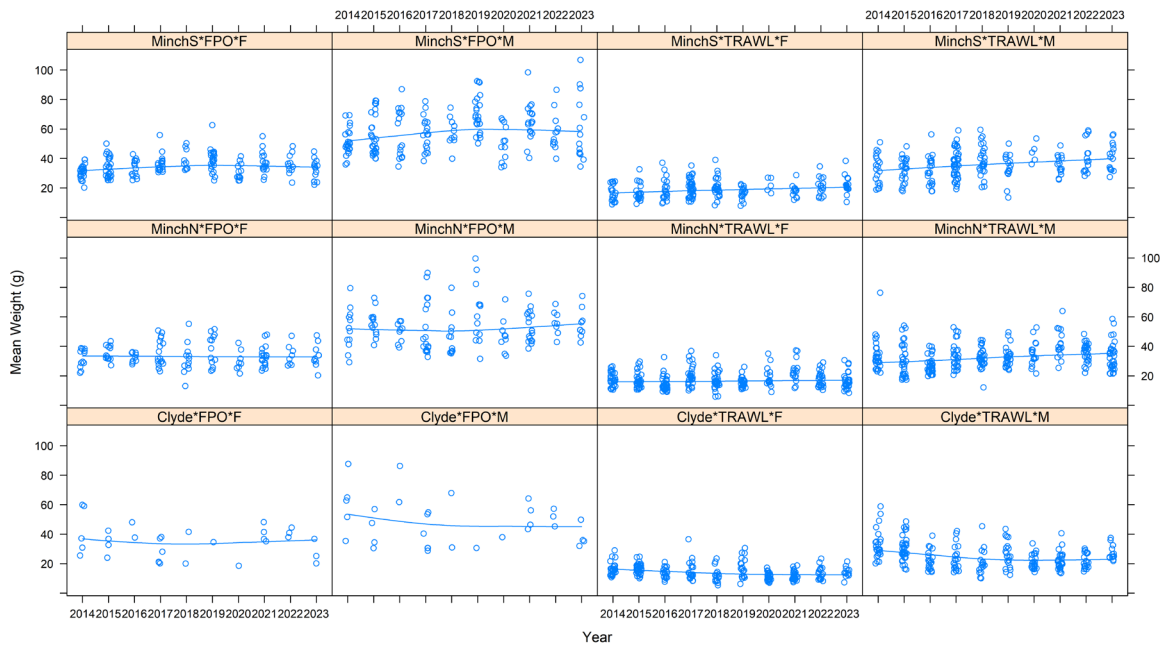 2014 2015 2016 2017 2018 2019 2020 2021 2022 2023 2014 2015 2016 2017 2018 2019 2020 2021 2022 2023
MinchS*FPO*F MinchS*FPO*M MinchS*TRAWL*F MinchS*TRAWL*M
100
80
60
40
20
MinchN*FPO*F MinchN*FPO*M MinchN*TRAWL*F MinchN*TRAWL*M
100
80
60
40
20
Mean Weight (g)
Clyde*FPO*F Clyde*FPO*M Clyde*TRAWL*F Clyde*TRAWL*M
100
80
60
40
20
2014 2015 2016 2017 2018 2019 2020 2021 2022 2023 2014 2015 2016 2017 2018 2019 2020 2021 2022 2023
Year